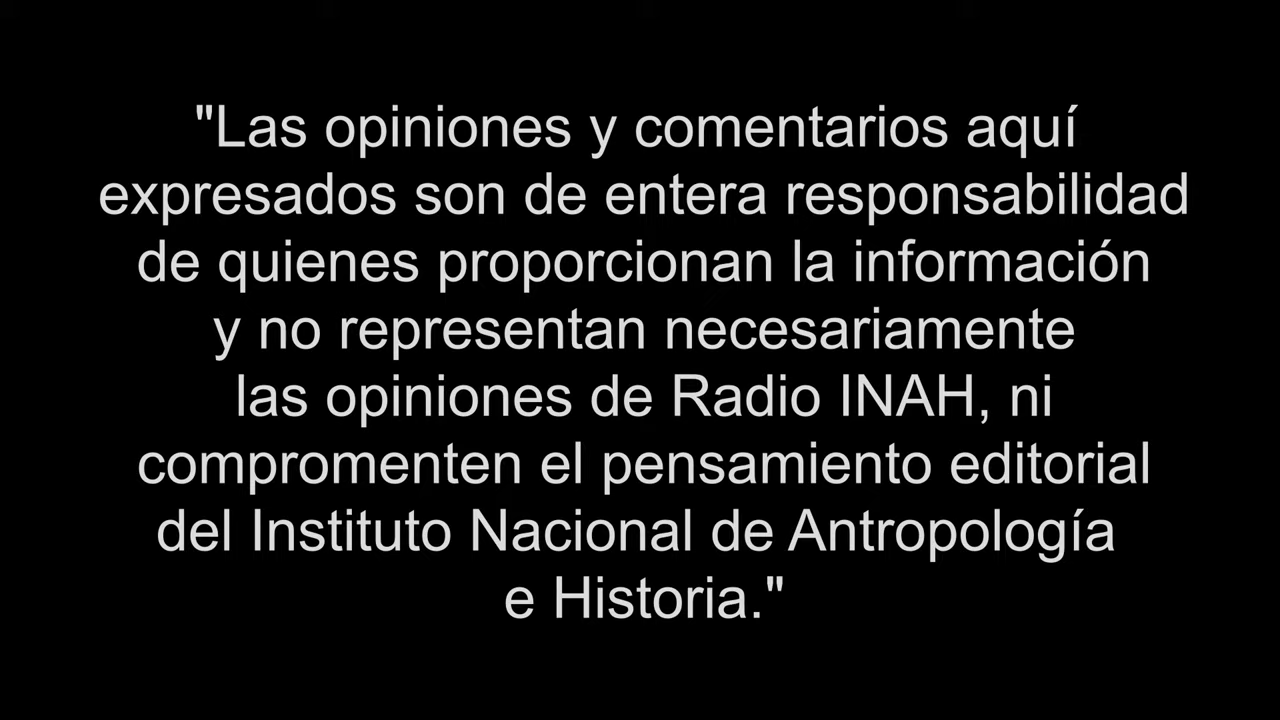 "Las opiniones y comentarios aquí
expresados son de entera responsabilidad
de quienes proporcionan la información
y no representan necesariamente
las opiniones de Radio INAH, ni
compromenten el pensamiento editorial
del Instituto Nacional de Antropología
e Historia."